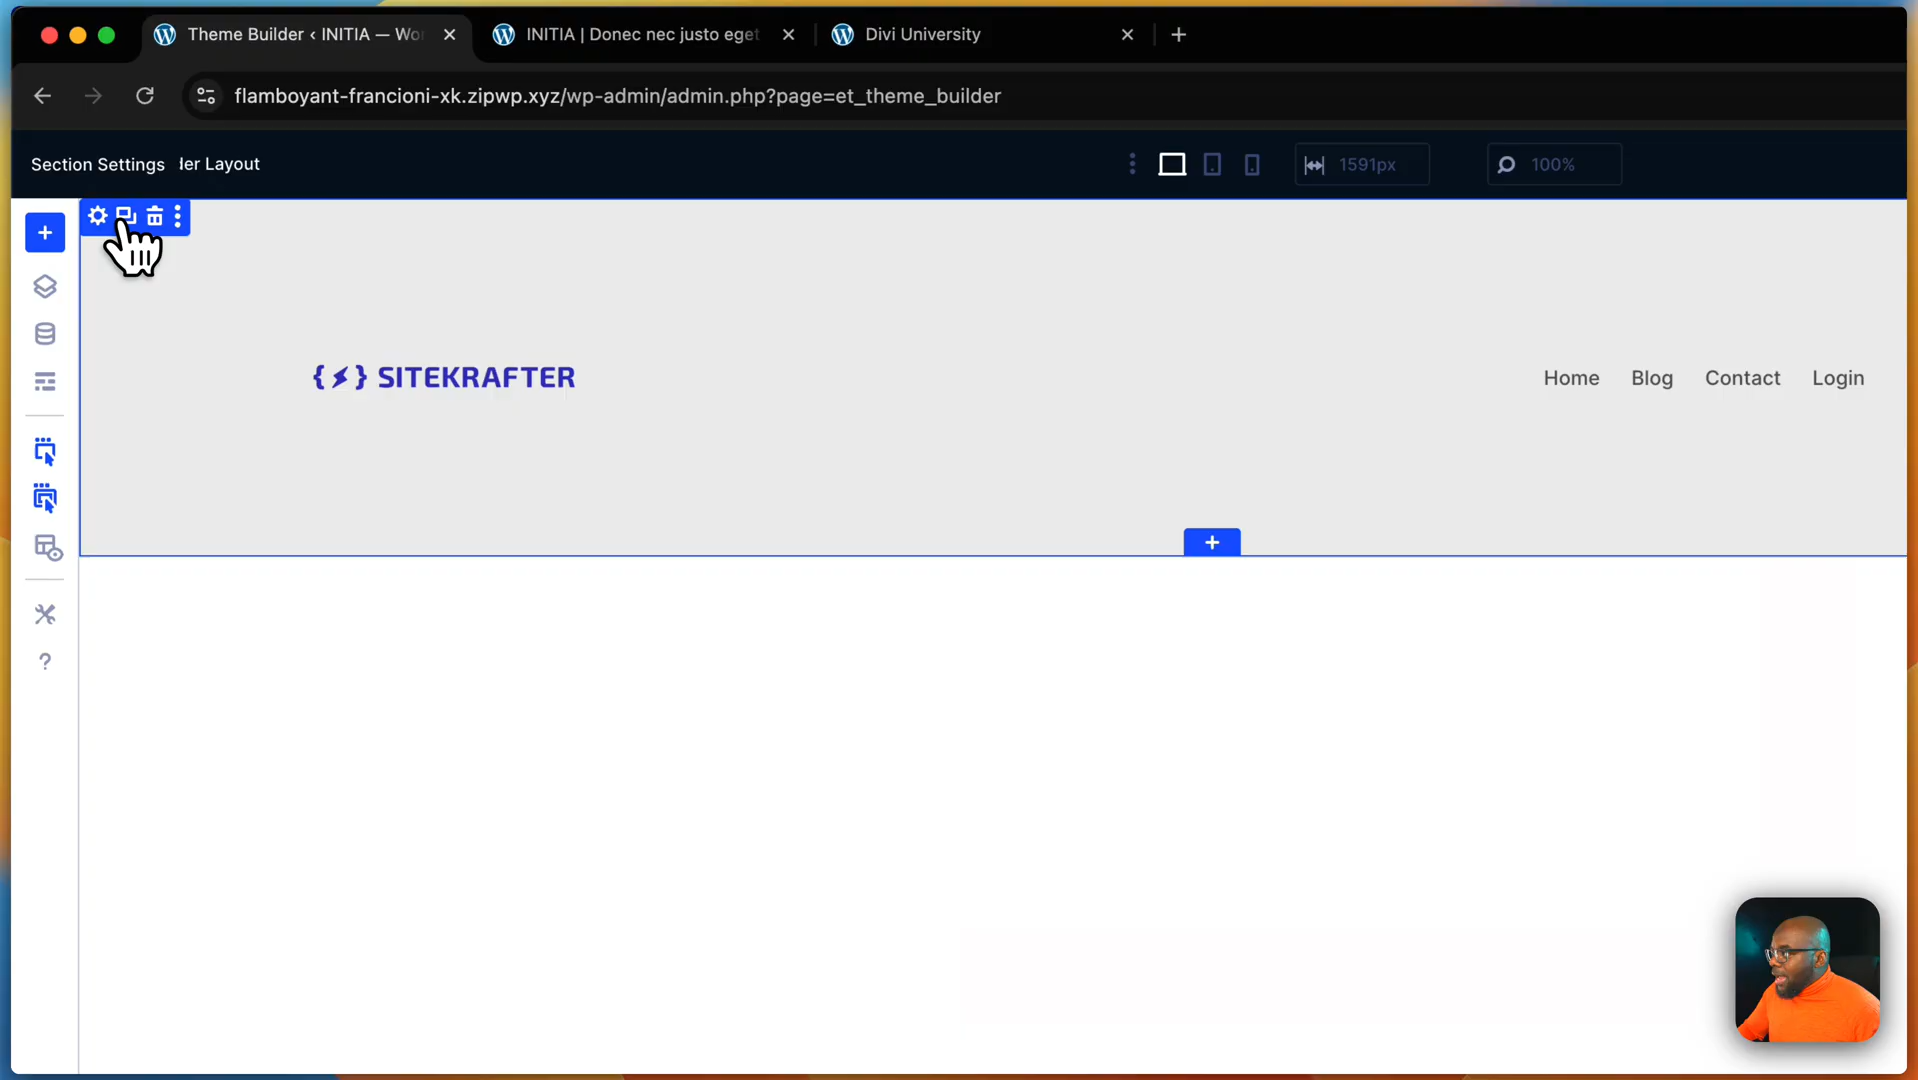 Theme Builder ‹ INITIA — Wo
INITIA | Donec nec justo eget
Divi University
flamboyant-francioni-xk.zipwp.xyz/wp-admin/admin.php?page=et_theme_builder
Section Settings
ler Layout
1591px
100%
{⚡} SITEKRAFTER
Home
Blog
Contact
Login